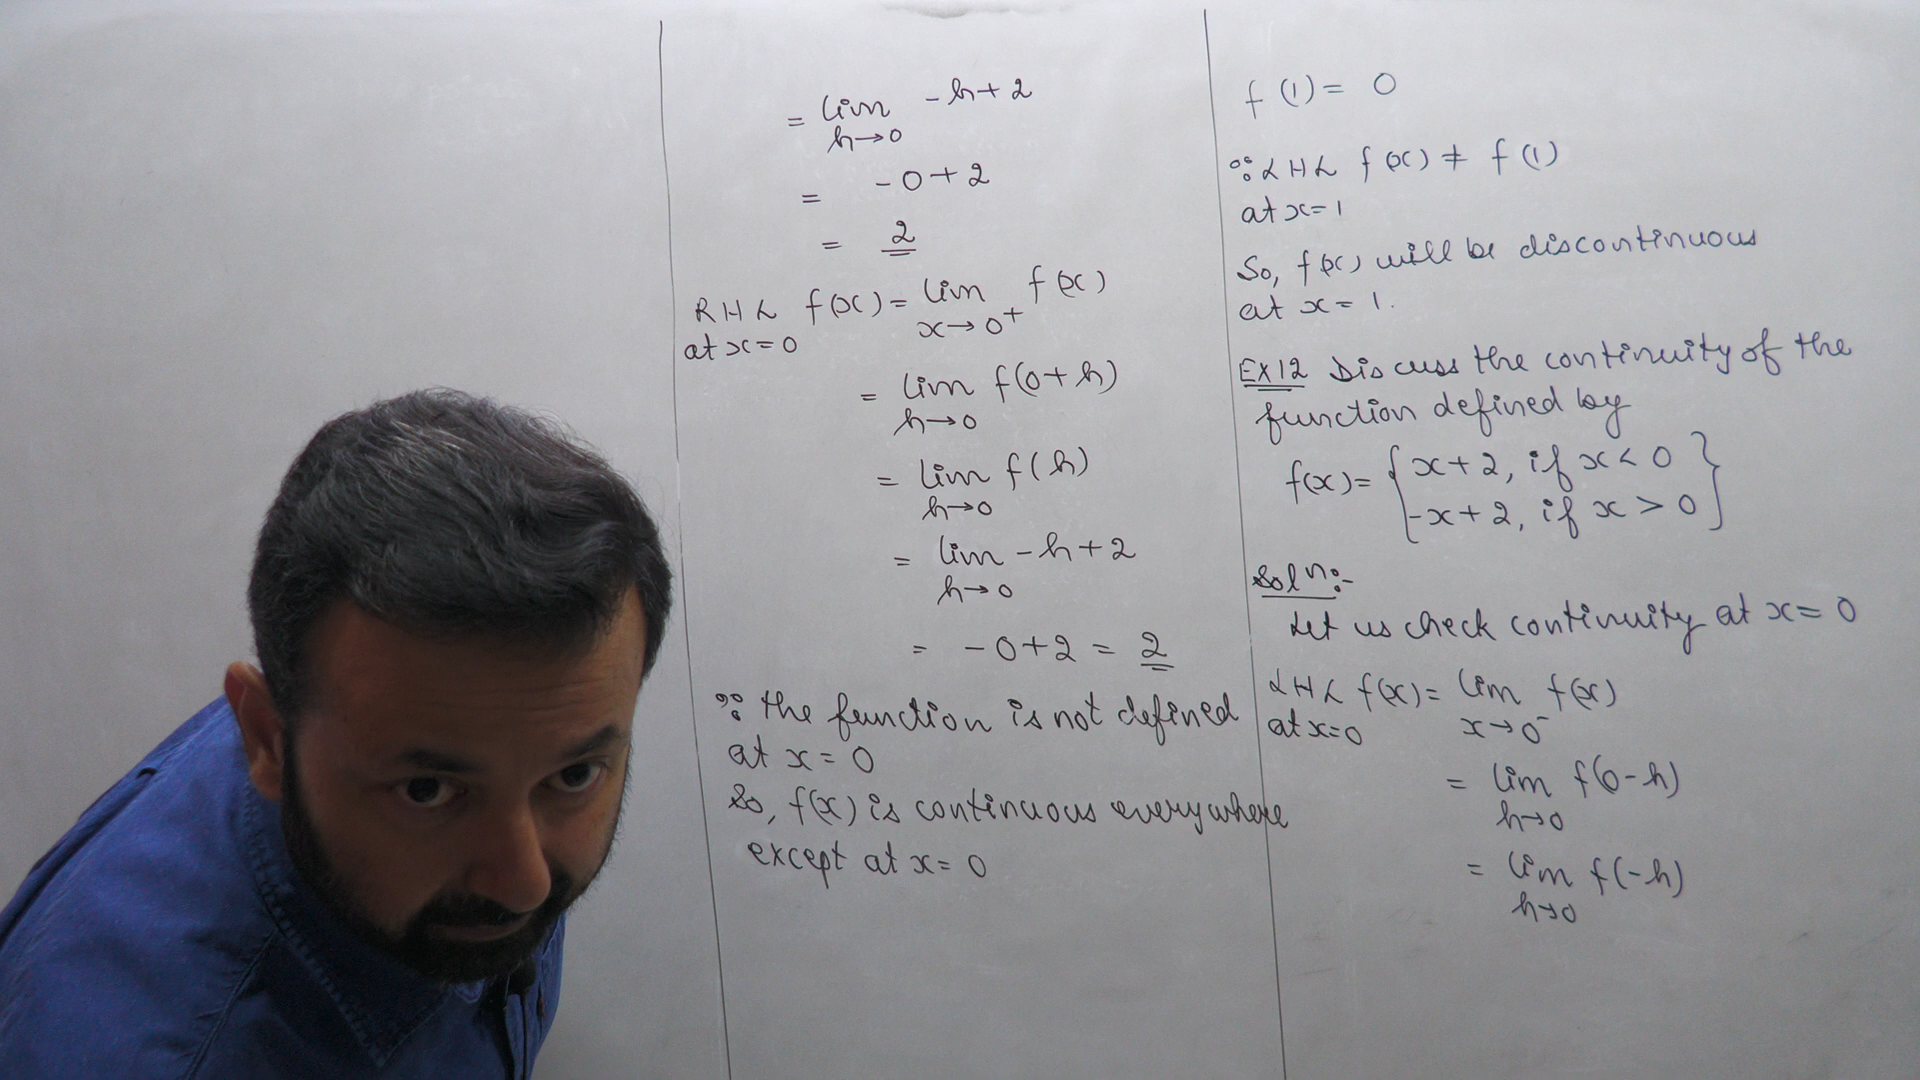 = lim -h+2
h→0
= -0+2
= 2
RHL f(x) = lim f(x)
at x=0 x→0+
= lim f(0+h)
h→0
= lim f(h)
h→0
= lim -h+2
h→0
= -0+2 = 2
∵ the function is not defined
at x = 0
So, f(x) is continuous everywhere
except at x= 0
f(1) = 0
∵ LHL f(x) ≠ f(1)
at x=1
So, f(x) will be discontinuous
at x = 1.
EX12 Discuss the continuity of the
function defined by
f(x)= { x+2, if x<0
-x+2, if x>0 }
Soln:-
Let us check continuity at x=0
LHL f(x)= lim f(x)
at x=0 x→0-
= lim f(0-h)
h→0
= lim f(-h)
h→0